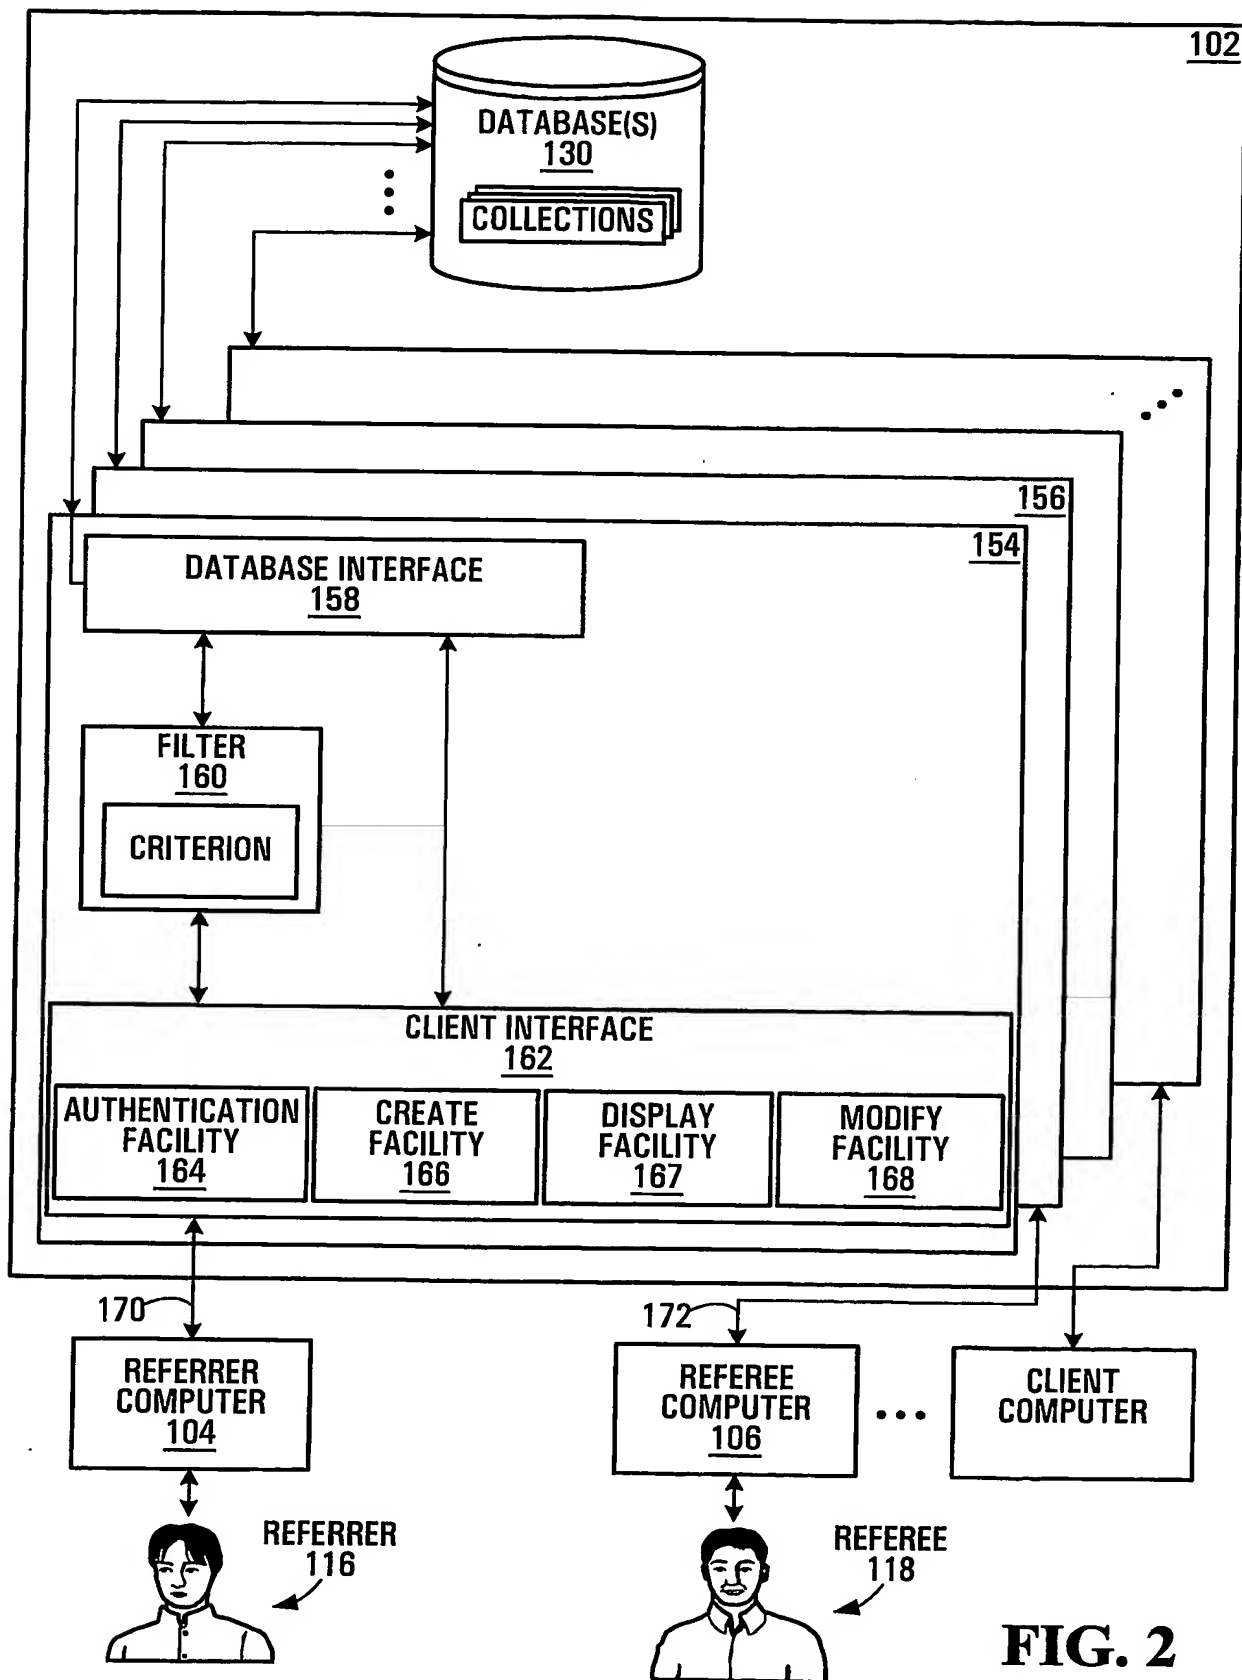 102
DATABASE(S)
130
COLLECTIONS
156
154
DATABASE INTERFACE
158
FILTER
160
CRITERION
CLIENT INTERFACE
162
AUTHENTICATION
FACILITY
164
CREATE
FACILITY
166
DISPLAY
FACILITY
167
MODIFY
FACILITY
168
170
172
REFERRER
COMPUTER
104
REFEREE
COMPUTER
106
CLIENT
COMPUTER
REFERRER
116
REFEREE
118
FIG. 2